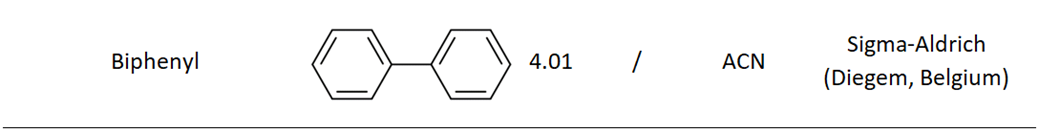 Biphenyl 4.01 / ACN Sigma-Aldrich
(Diegem, Belgium)